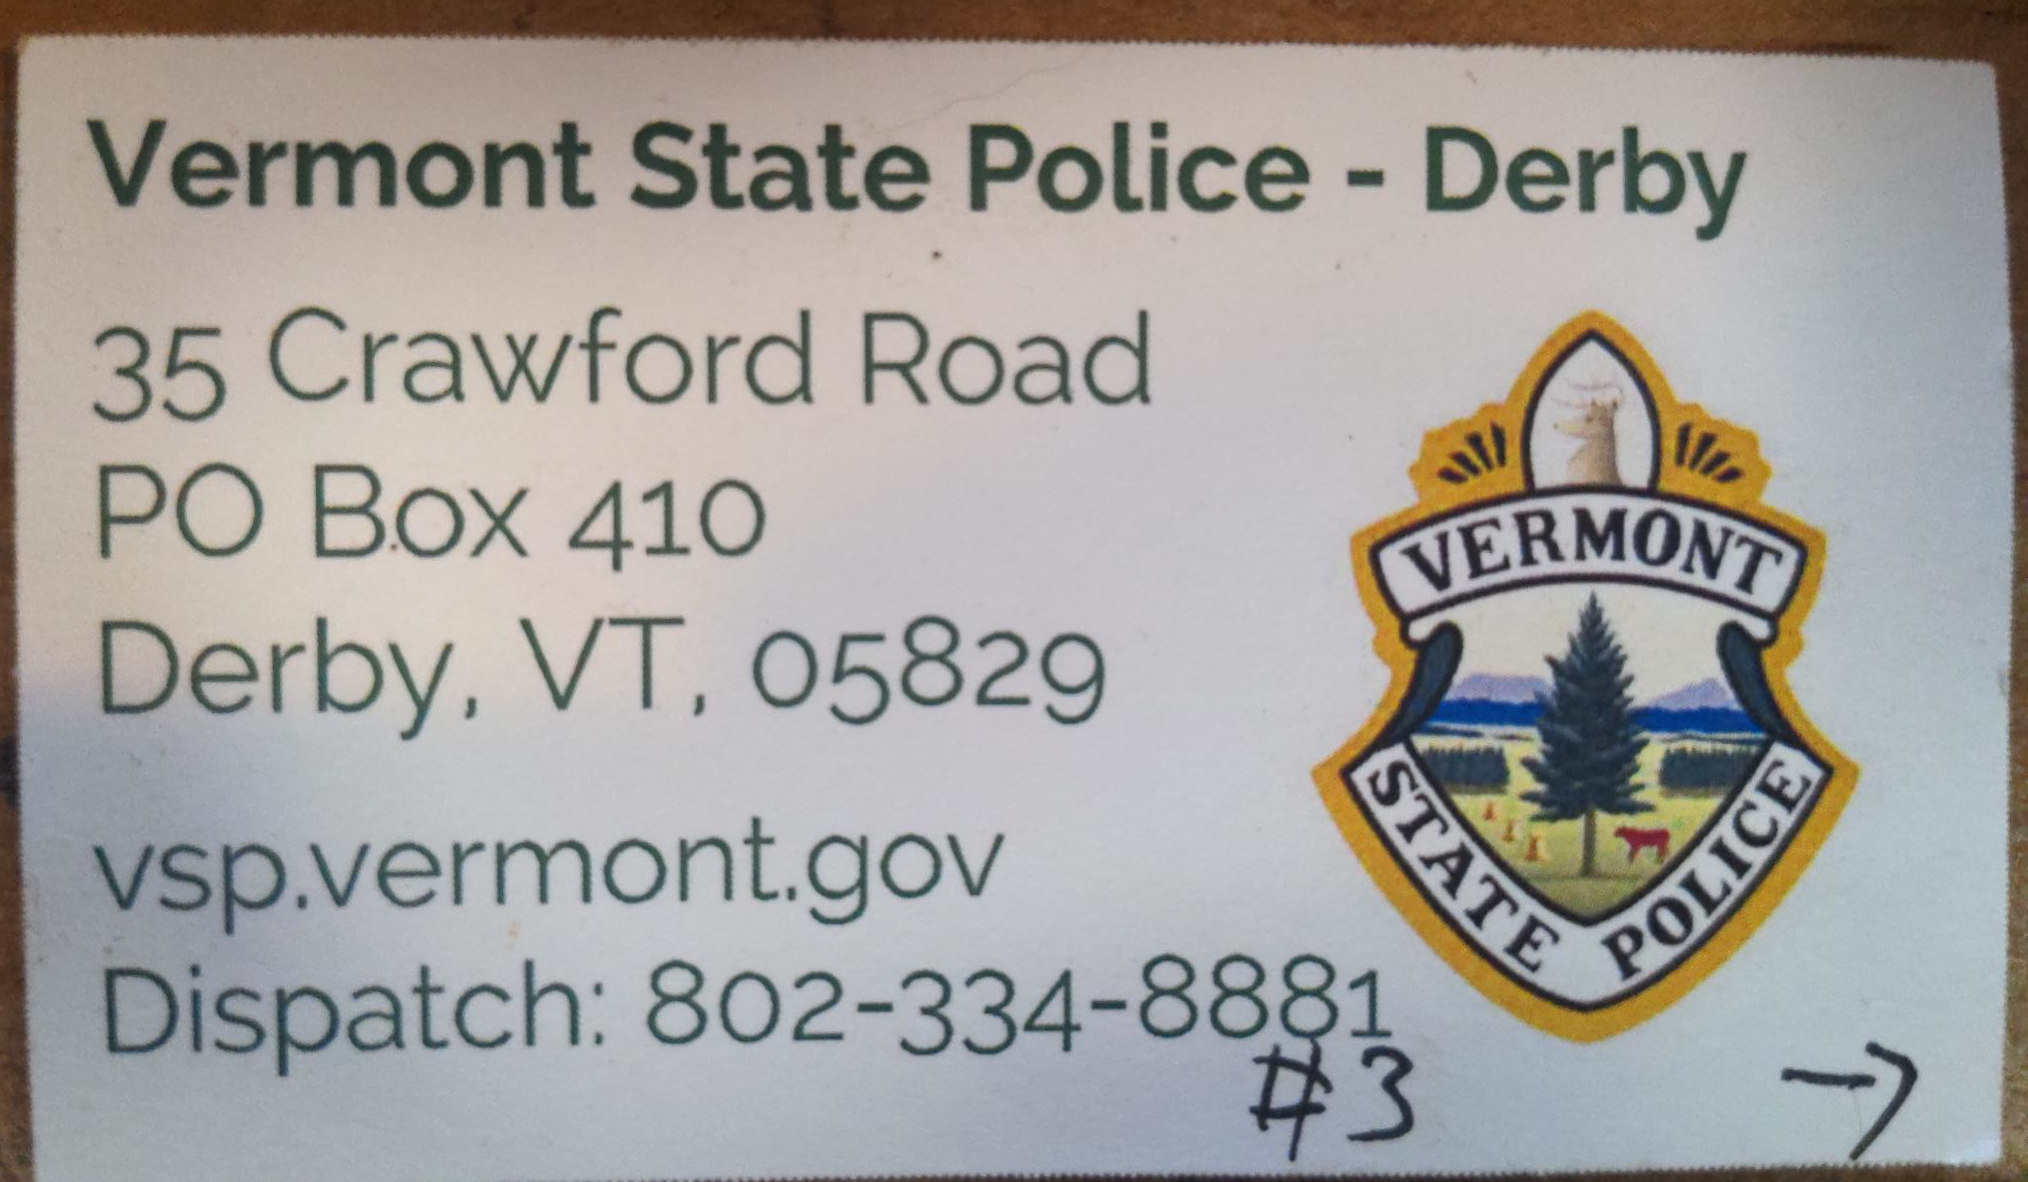 Vermont State Police - Derby
35 Crawford Road
PO Box 410
Derby, VT, 05829
vsp.vermont.gov
Dispatch: 802-334-8881
#3
→
VERMONT
STATE POLICE